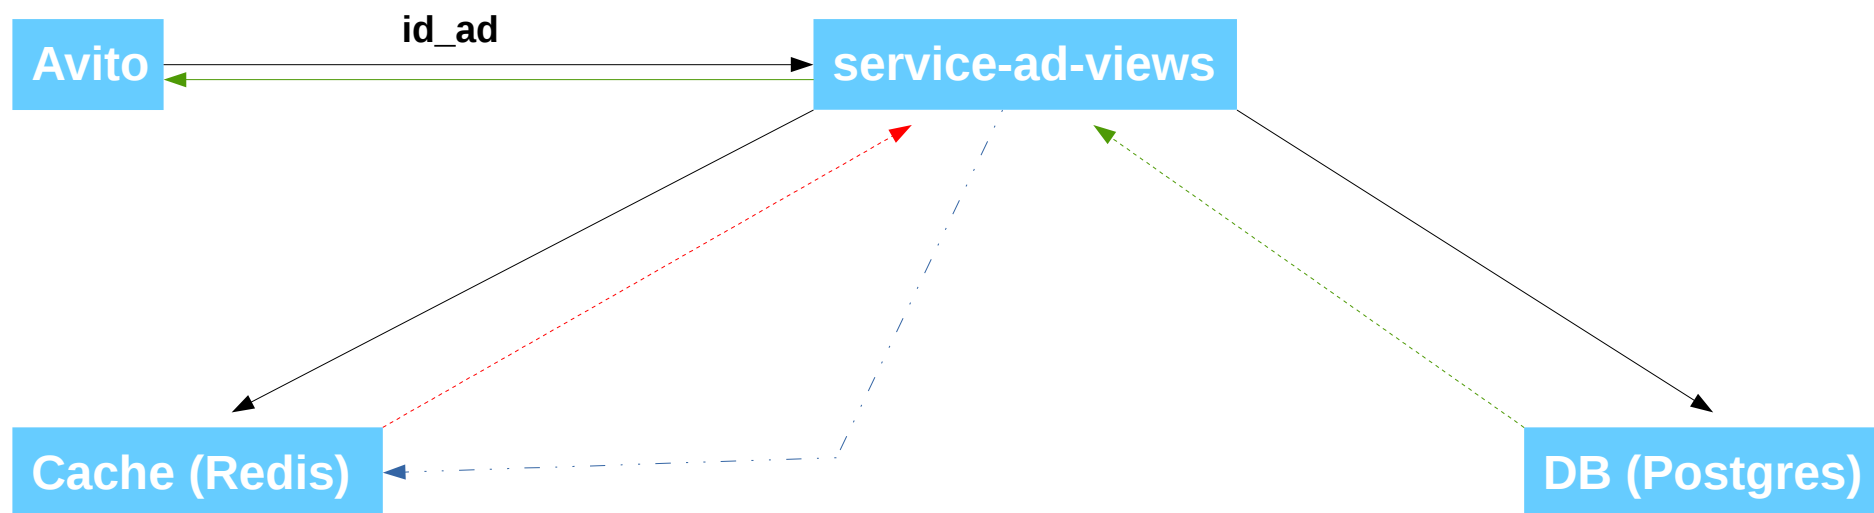 id_ad
Avito
service-ad-views
Cache (Redis)
DB (Postgres)